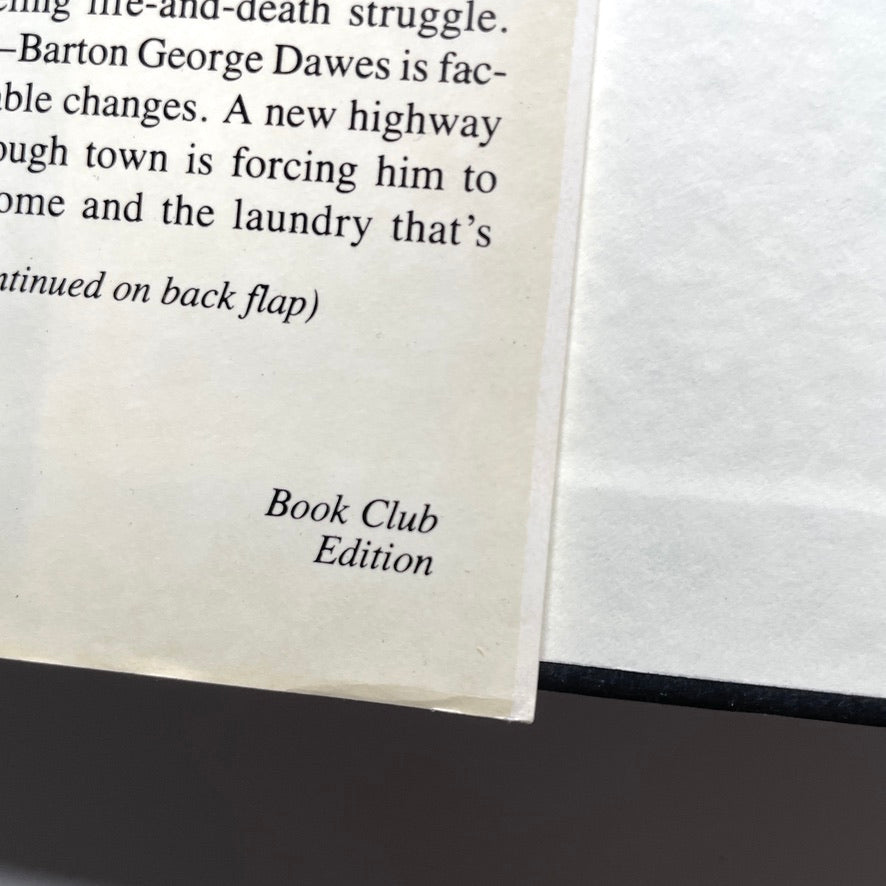 life-and-death struggle.
–Barton George Dawes is fac-
able changes. A new highway
ough town is forcing him to
ome and the laundry that's
ntinued on back flap)
Book Club
Edition